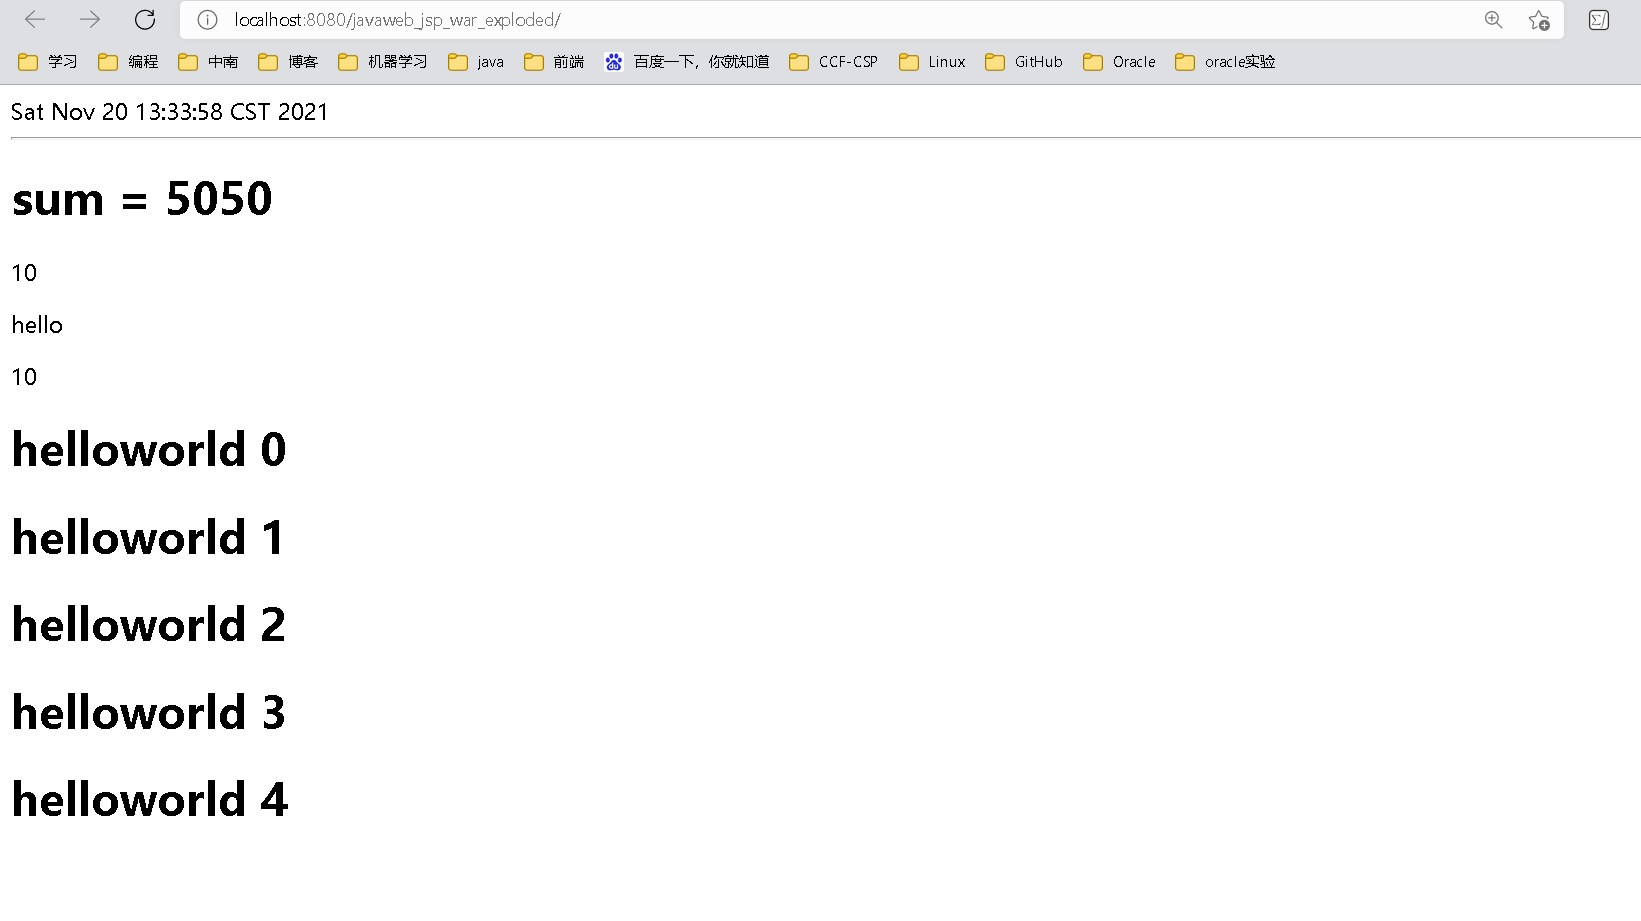 localhost:8080/javaweb_jsp_war_exploded/
学习 编程 中南 博客 机器学习 java 前端 百度一下，你就知道 CCF-CSP Linux GitHub Oracle oracle实验
Sat Nov 20 13:33:58 CST 2021
sum = 5050
10
hello
10
helloworld 0
helloworld 1
helloworld 2
helloworld 3
helloworld 4